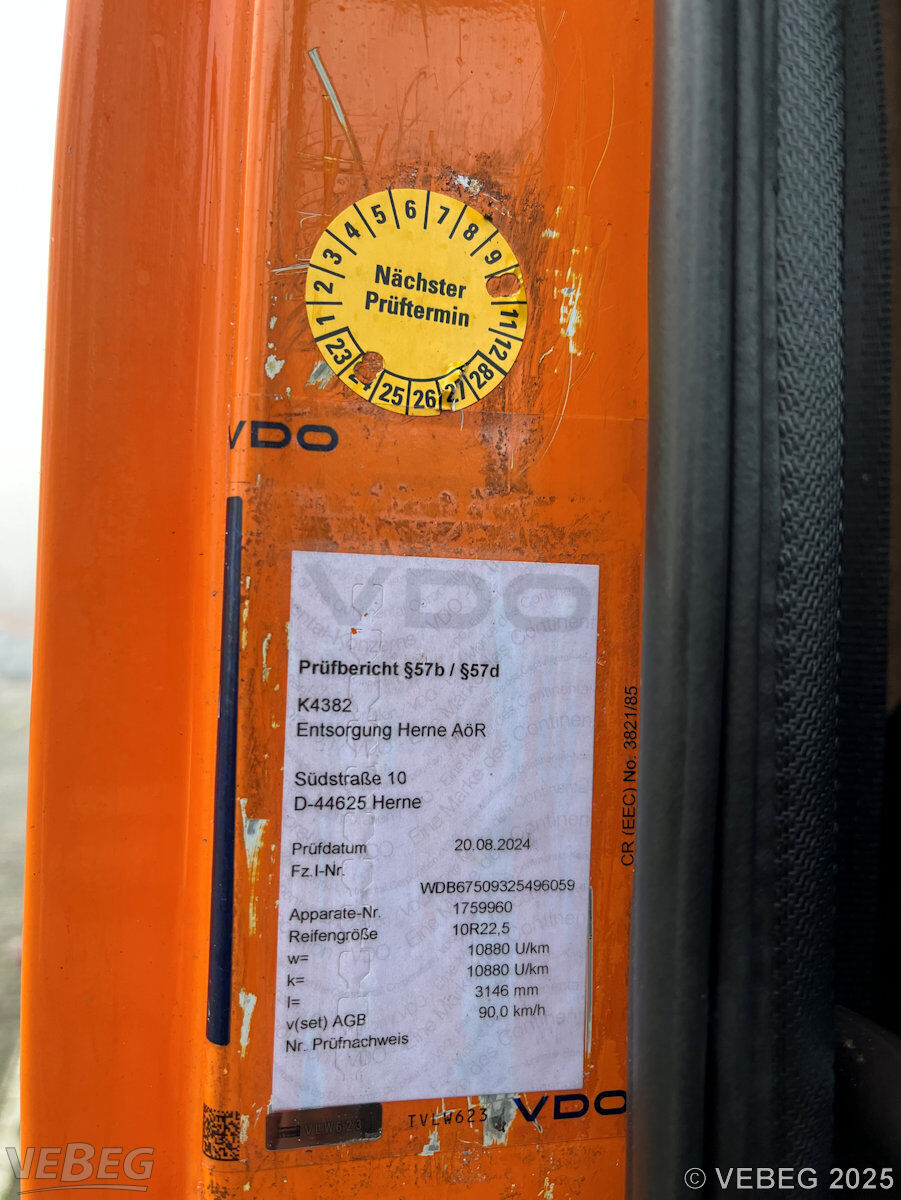 1 2 3 4 5 6 7 8 9 11 12
Nächster
Prüftermin
23 24 25 26 27 28
VDO
VDO
Prüfbericht §57b / §57d
K4382
Entsorgung Herne AöR
Südstraße 10
D-44625 Herne
Prüfdatum 20.08.2024
Fz.I-Nr.
WDB67509325496059
Apparate-Nr. 1759960
Reifengröße 10R22,5
w= 10880 U/km
k= 10880 U/km
l= 3146 mm
v(set) AGB 90,0 km/h
Nr. Prüfnachweis
CR (EEC) No. 3821/85
VLW623
TVLW623
VDO
VEBEG
© VEBEG 2025